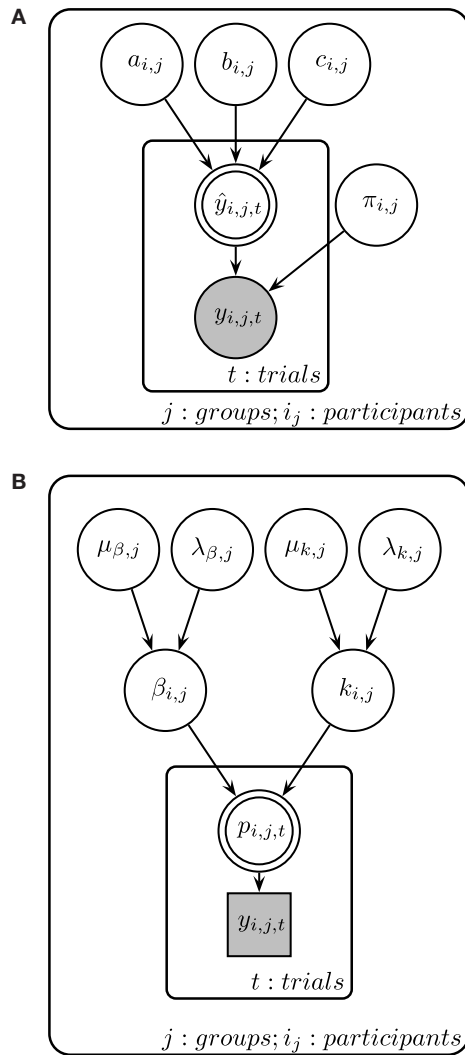 A
a_{i,j} b_{i,j} c_{i,j}
ŷ_{i,j,t} π_{i,j}
y_{i,j,t}
t : trials
j : groups; i_j : participants
B
μ_{β,j} λ_{β,j} μ_{k,j} λ_{k,j}
β_{i,j} k_{i,j}
p_{i,j,t}
y_{i,j,t}
t : trials
j : groups; i_j : participants